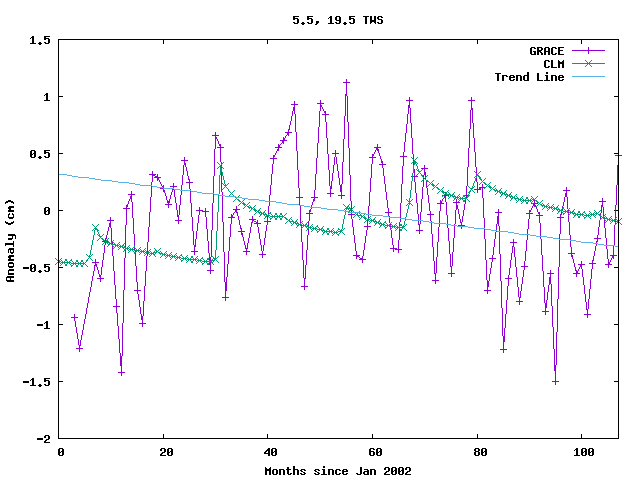 5.5, 19.5 TWS
GRACE
CLM
Trend Line
1.5
1
0.5
0
-0.5
-1
-1.5
-2
Anomaly (cm)
0 20 40 60 80 100
Months since Jan 2002